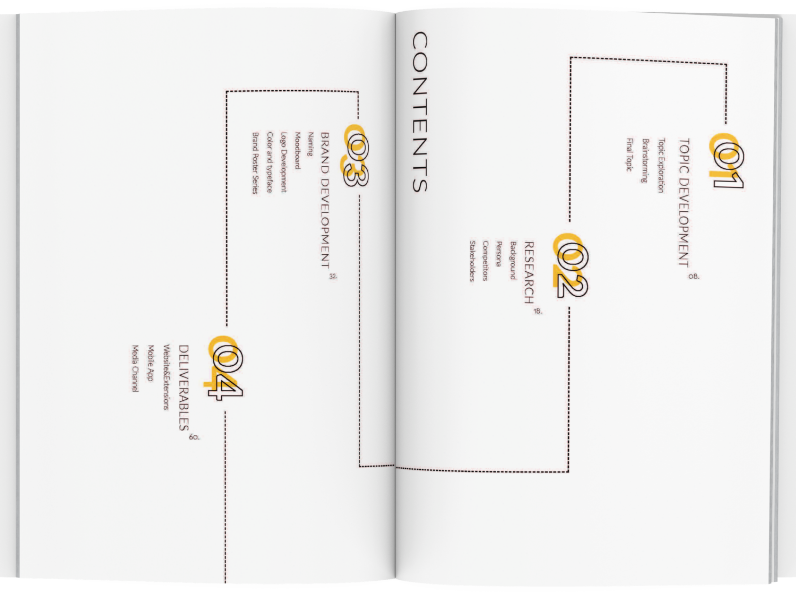 CONTENTS
01
TOPIC DEVELOPMENT 08.
Topic Exploration
Brainstorming
Final Topic
02
RESEARCH 18.
Background
Persona
Competitors
Stakeholders
03
BRAND DEVELOPMENT
Naming
Moodboard
Logo Development
Color and typeface
Brand Poster Series
04
DELIVERABLES 60.
Website&Extensions
Mobile App
Media Channel